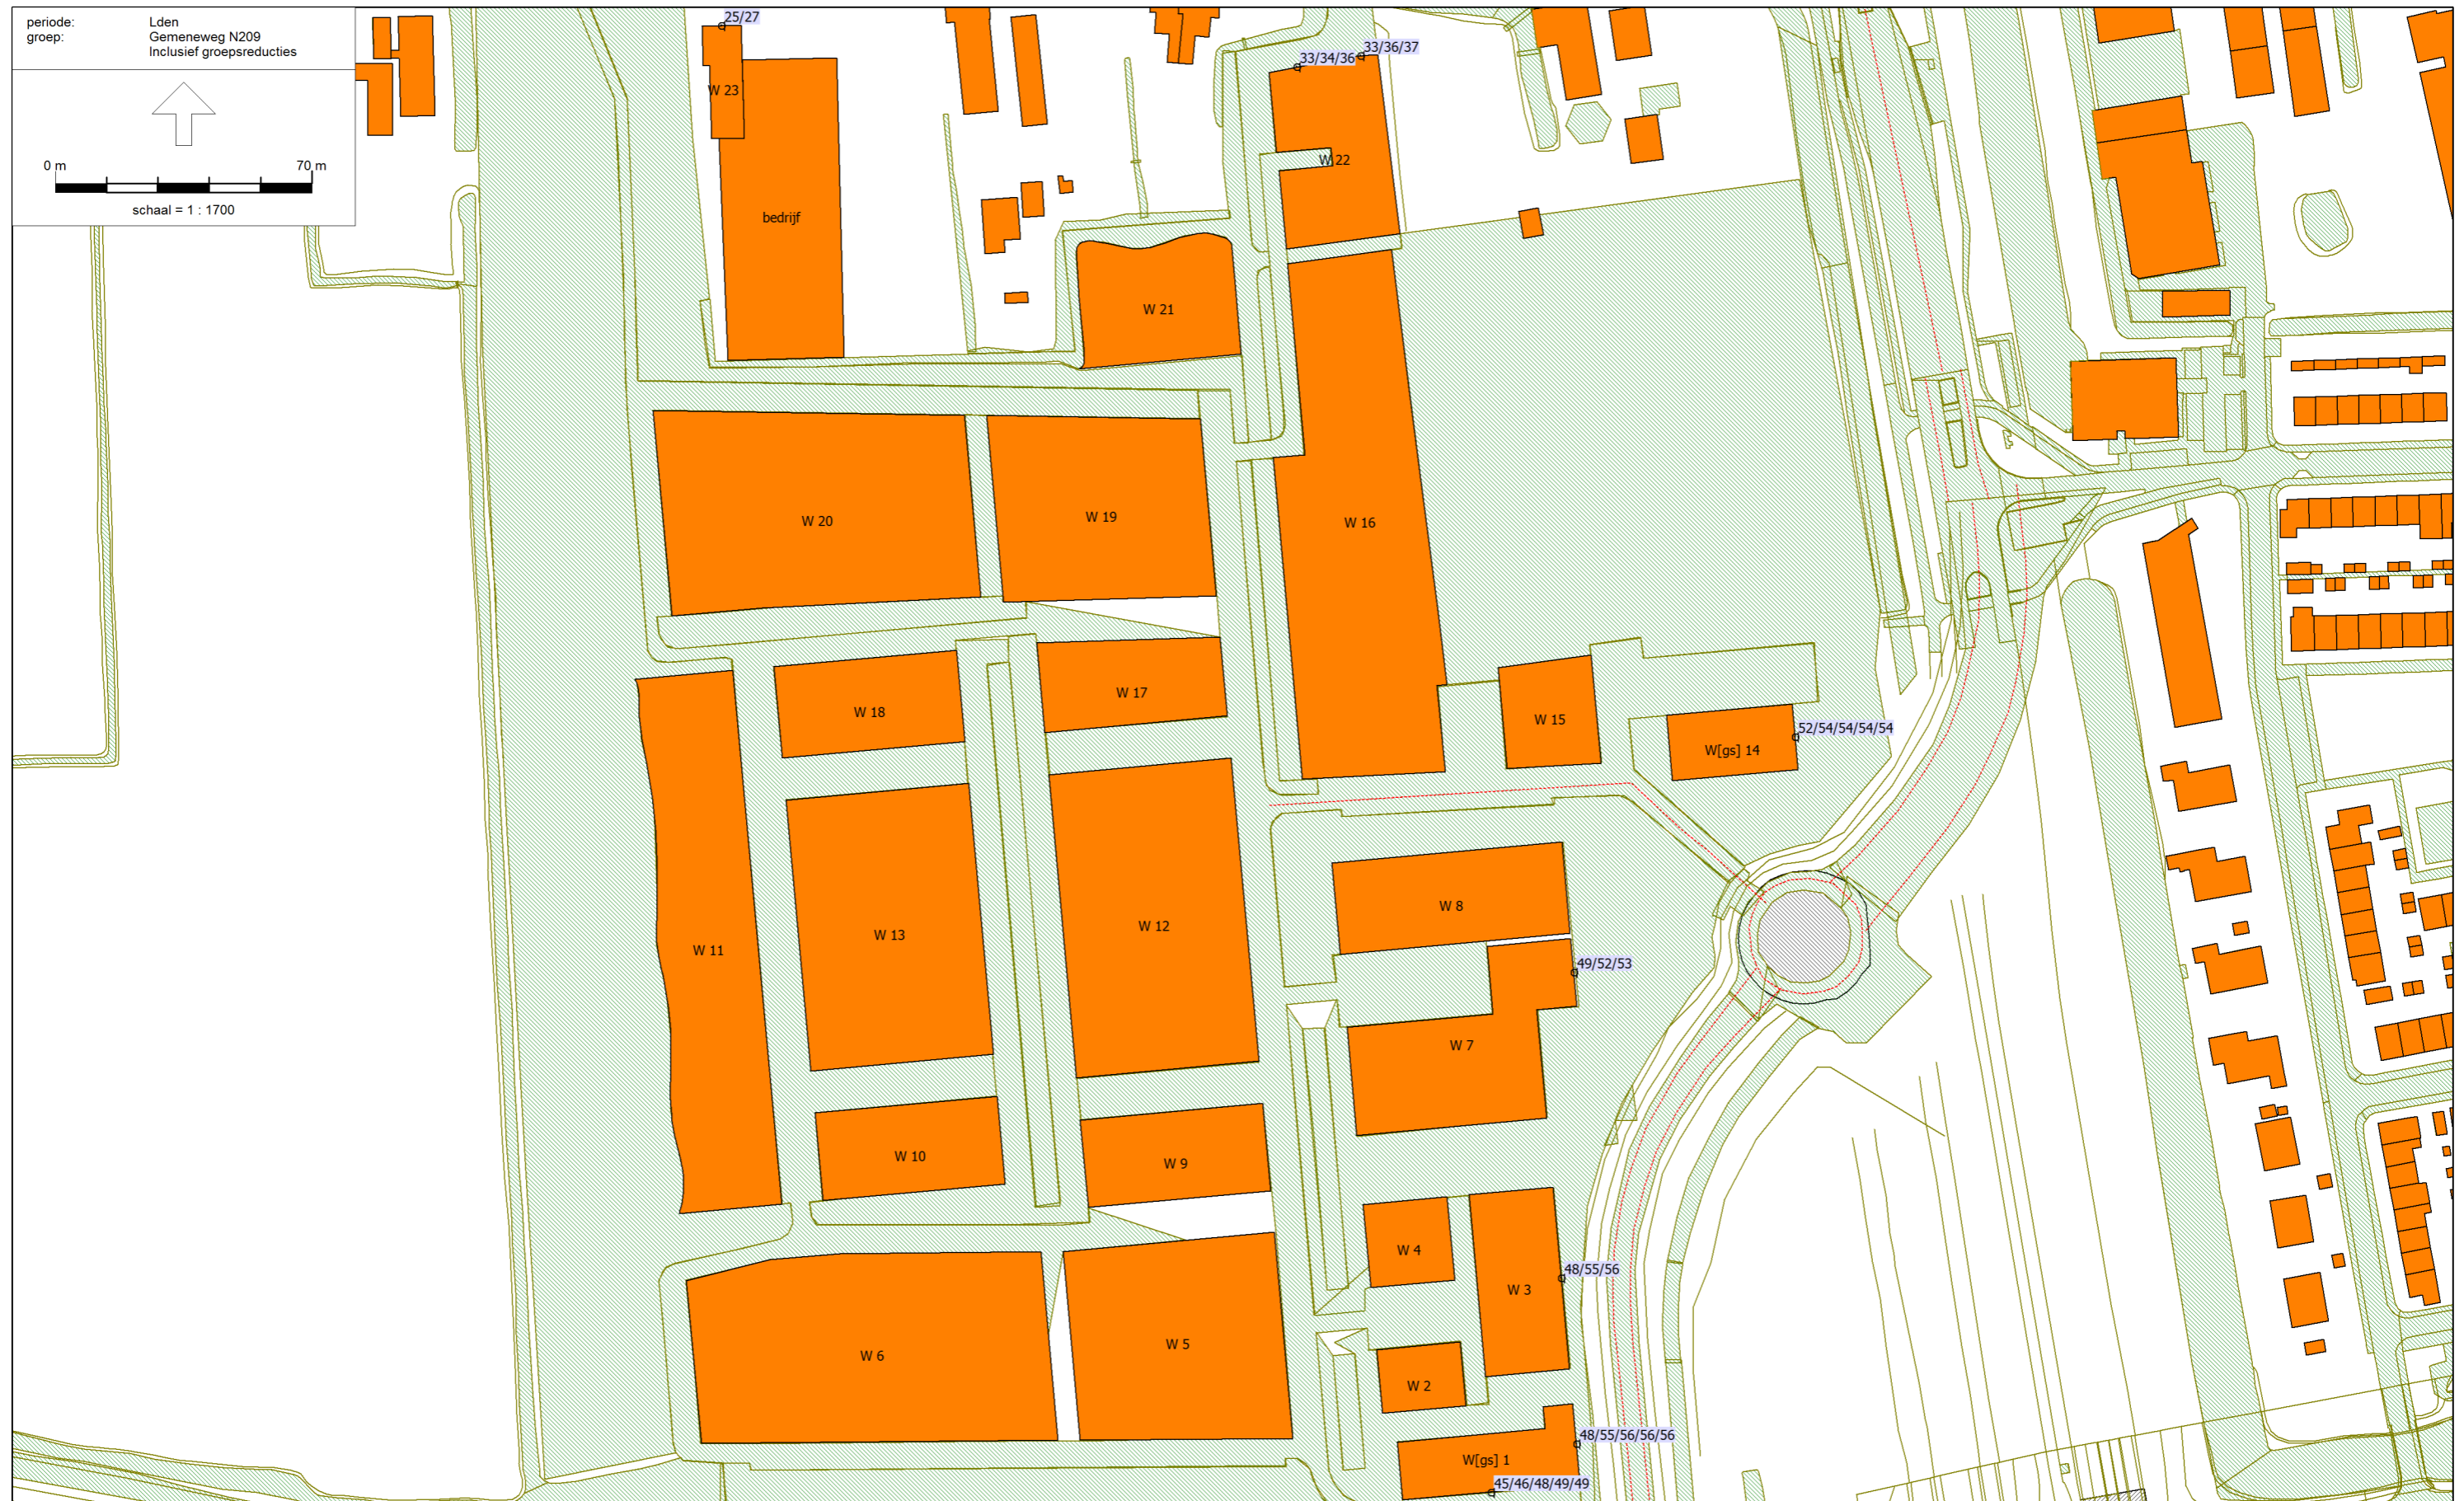 periode: Lden
groep: Gemeneweg N209
Inclusief groepsreducties
0 m 70 m
schaal = 1 : 1700
25/27
33/34/36
33/36/37
W 23
W 22
bedrijf
W 21
W 20
W 19
W 16
W 18
W 17
W 15
W[gs] 14
52/54/54/54/54
W 8
W 13
W 12
W 11
49/52/53
W 7
W 10
W 9
W 4
48/55/56
W 3
W 6
W 5
W 2
48/55/56/56/56
W[gs] 1
45/46/48/49/49